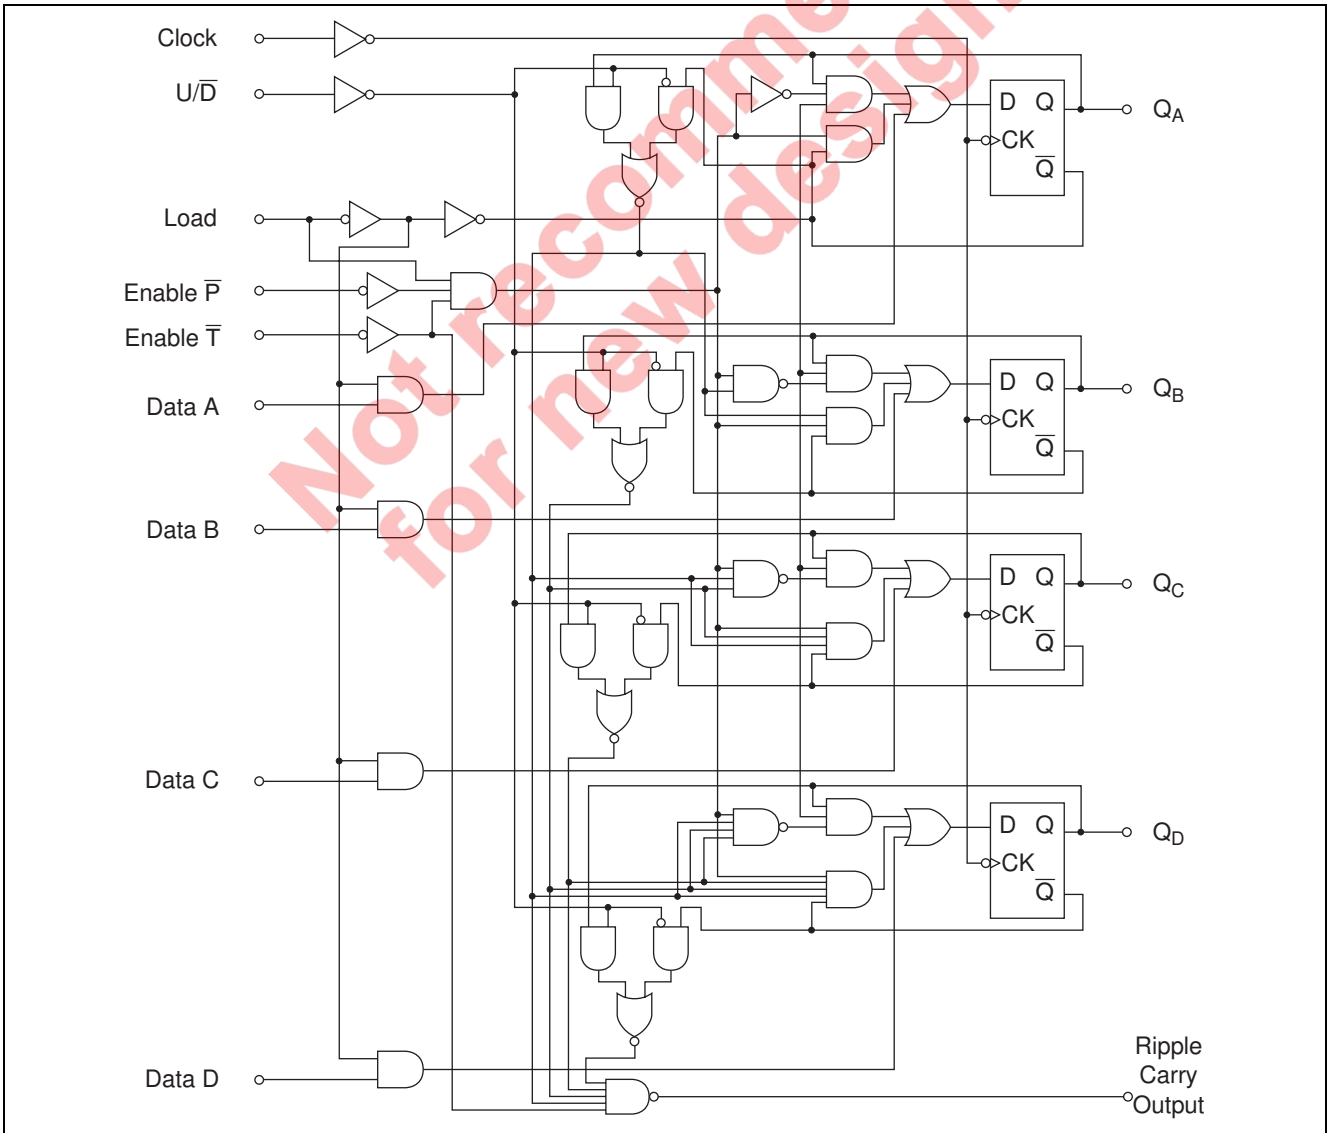 Clock
U/D̅
Load
Enable P̅
Enable T̅
Data A
Data B
Data C
Data D
D Q
CK
Q̅
QA
D Q
CK
Q̅
QB
D Q
CK
Q̅
QC
D Q
CK
Q̅
QD
Ripple
Carry
Output
Not recomme
for new design